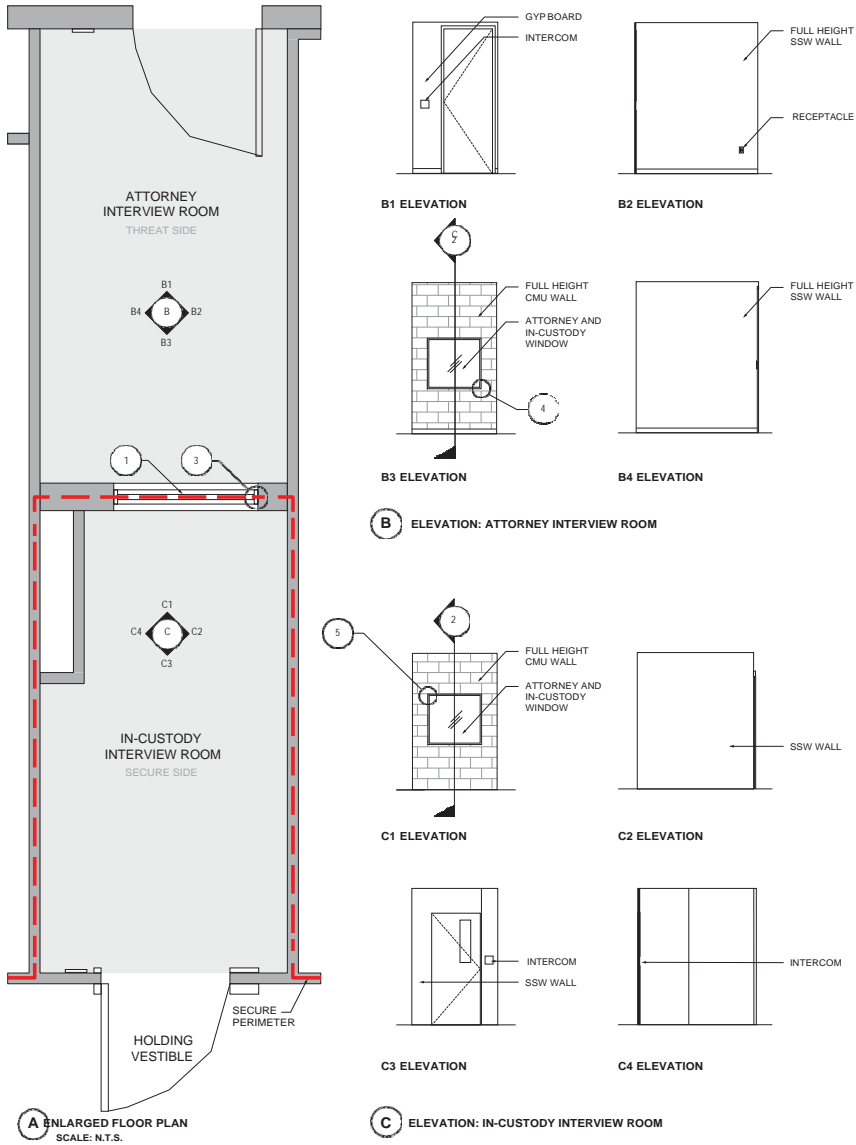 ATTORNEY
INTERVIEW ROOM
THREAT SIDE
B1
B4 B B2
B3
1
3
C1
C4 C C2
C3
IN-CUSTODY
INTERVIEW ROOM
SECURE SIDE
SECURE
PERIMETER
HOLDING
VESTIBLE
A ENLARGED FLOOR PLAN
SCALE: N.T.S.
GYP BOARD
INTERCOM
B1 ELEVATION
FULL HEIGHT
SSW WALL
RECEPTACLE
B2 ELEVATION
C
2
FULL HEIGHT
CMU WALL
ATTORNEY AND
IN-CUSTODY
WINDOW
4
B3 ELEVATION
FULL HEIGHT
SSW WALL
B4 ELEVATION
B ELEVATION: ATTORNEY INTERVIEW ROOM
2
5
FULL HEIGHT
CMU WALL
ATTORNEY AND
IN-CUSTODY
WINDOW
C1 ELEVATION
SSW WALL
C2 ELEVATION
INTERCOM
SSW WALL
C3 ELEVATION
INTERCOM
C4 ELEVATION
C ELEVATION: IN-CUSTODY INTERVIEW ROOM